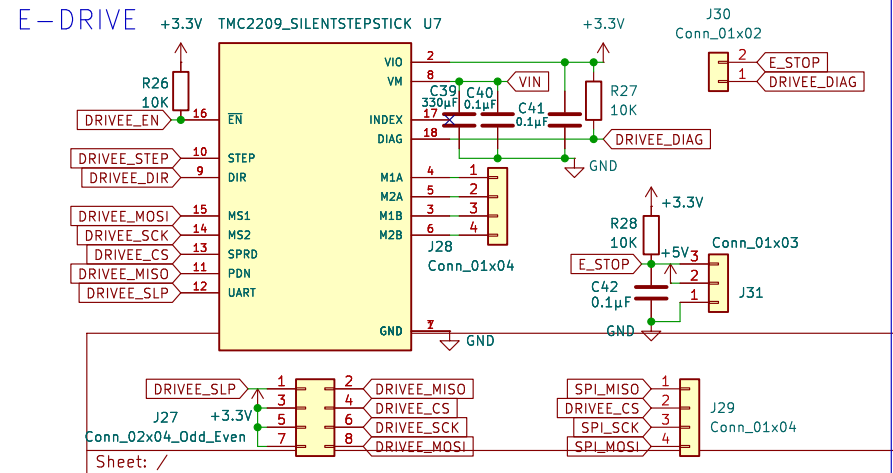 E-DRIVE
+3.3V
TMC2209_SILENTSTEPSTICK U7
+3.3V
J30
Conn_01x02
2 E_STOP
1 DRIVEE_DIAG
R26
10K
DRIVEE_EN 16 EN
DRIVEE_STEP 10 STEP
DRIVEE_DIR 9 DIR
DRIVEE_MOSI 15 MS1
DRIVEE_SCK 14 MS2
DRIVEE_CS 13 SPRD
DRIVEE_MISO 11 PDN
DRIVEE_SLP 12 UART
VIO 2
VM 8 VIN
INDEX 17
DIAG 18 DRIVEE_DIAG
C39
330µF
C40
0.1µF
C41
0.1µF
R27
10K
GND
M1A 4 1
M2A 5 2
M1B 3 3
M2B 6 4
J28
Conn_01x04
GND
GND
+3.3V
R28
10K
E_STOP
+5V
C42
0.1µF
GND
Conn_01x03
3
2
1
J31
DRIVEE_SLP 1 2 DRIVEE_MISO
3 4 DRIVEE_CS
5 6 DRIVEE_SCK
7 8 DRIVEE_MOSI
J27
+3.3V
Conn_02x04_Odd_Even
SPI_MISO 1
DRIVEE_CS 2
SPI_SCK 3
SPI_MOSI 4
J29
Conn_01x04
Sheet: /